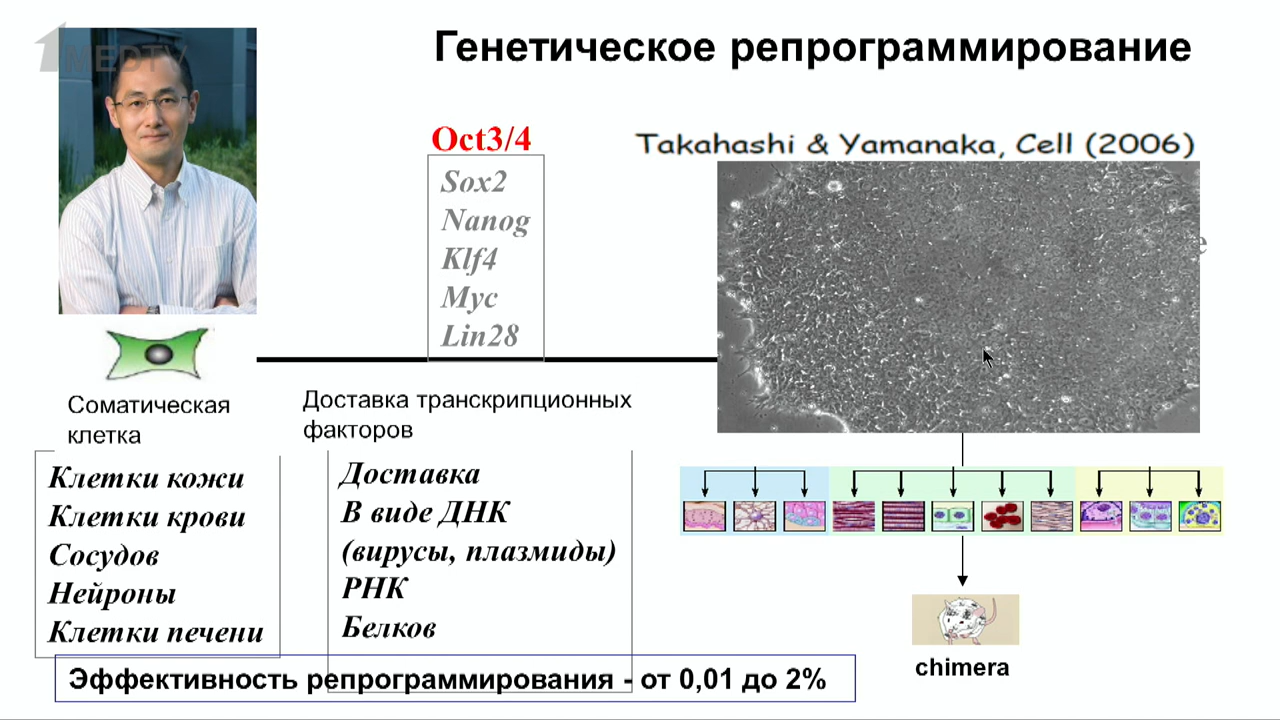 1MEDTV
Генетическое репрограммирование
Oct3/4
Takahashi & Yamanaka, Cell (2006)
Sox2
Nanog
Klf4
Myc
Lin28
Соматическая
клетка
Доставка транскрипционных
факторов
Клетки кожи
Клетки крови
Сосудов
Нейроны
Клетки печени
Доставка
В виде ДНК
(вирусы, плазмиды)
РНК
Белков
chimera
Эффективность репрограммирования - от 0,01 до 2%